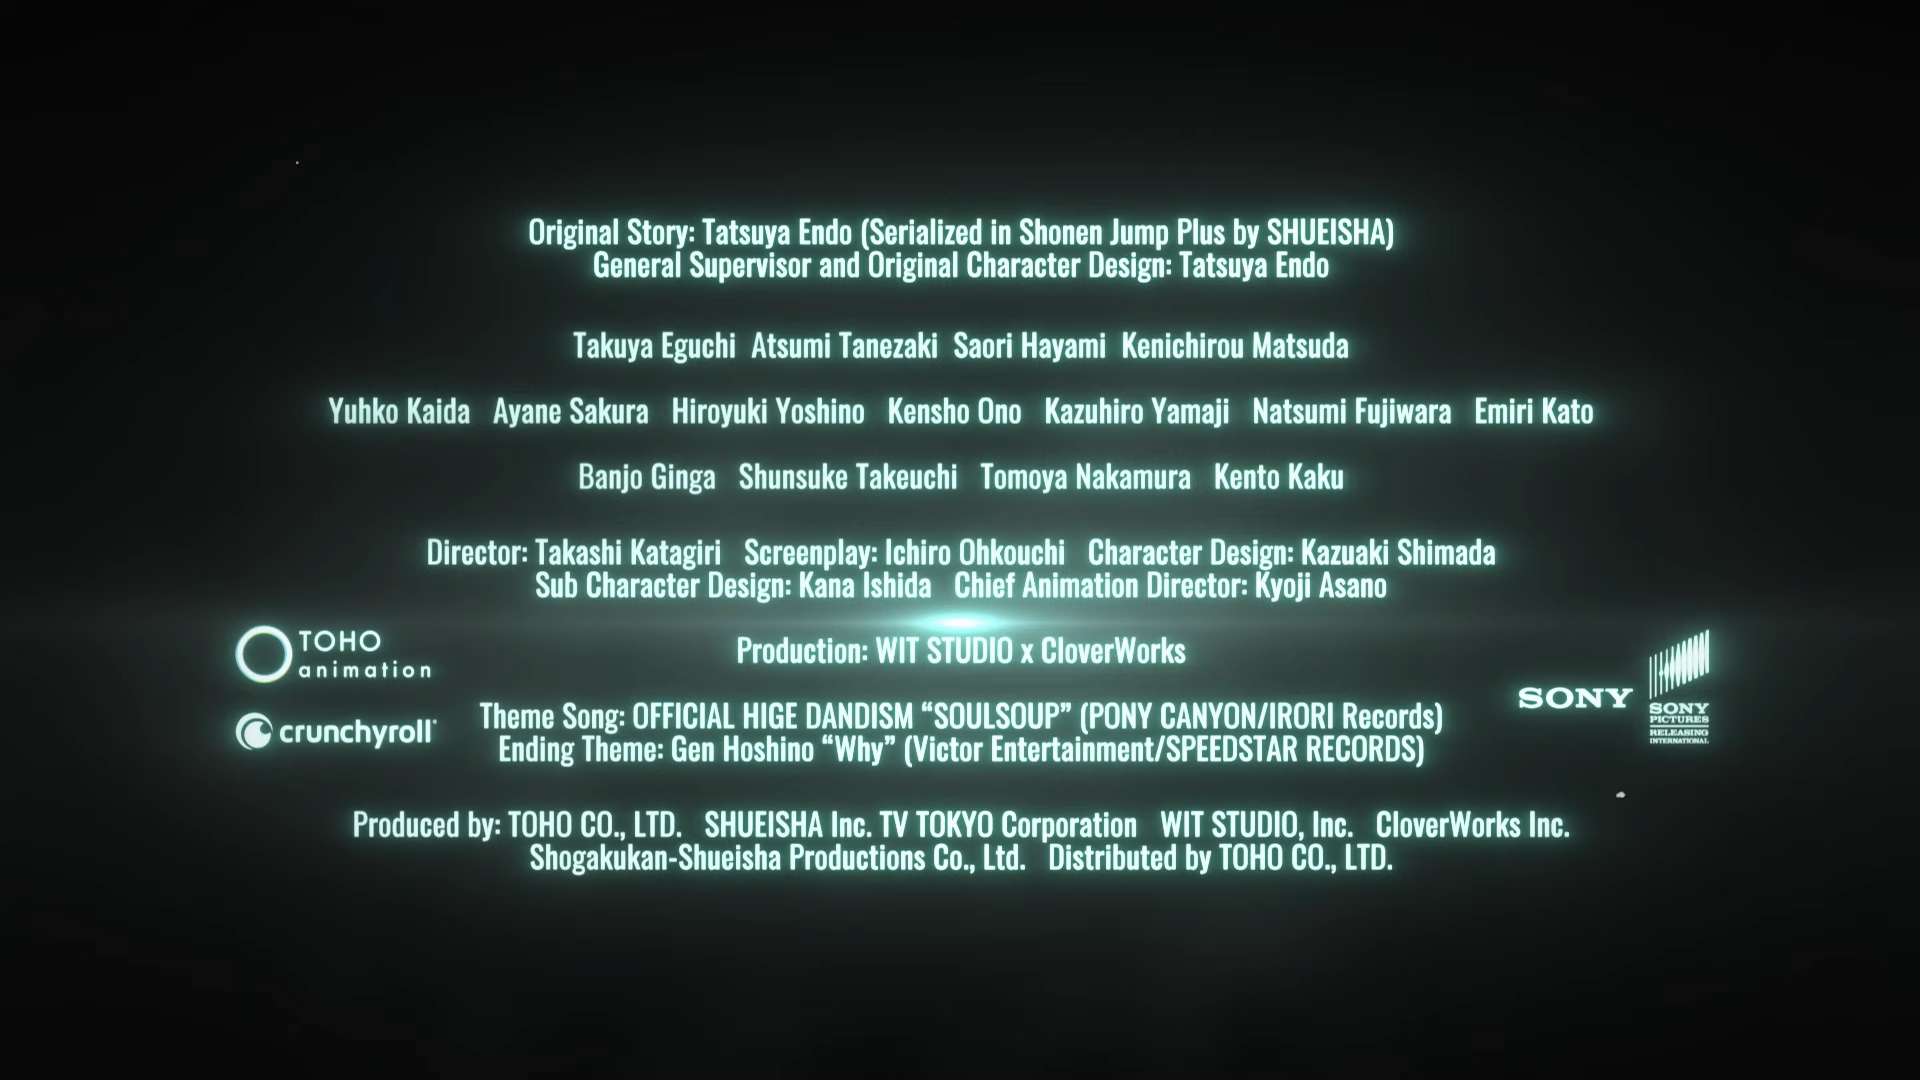 Original Story: Tatsuya Endo (Serialized in Shonen Jump Plus by SHUEISHA)
General Supervisor and Original Character Design: Tatsuya Endo
Takuya Eguchi Atsumi Tanezaki Saori Hayami Kenichirou Matsuda
Yuhko Kaida Ayane Sakura Hiroyuki Yoshino Kensho Ono Kazuhiro Yamaji Natsumi Fujiwara Emiri Kato
Banjo Ginga Shunsuke Takeuchi Tomoya Nakamura Kento Kaku
Director: Takashi Katagiri Screenplay: Ichiro Ohkouchi Character Design: Kazuaki Shimada
Sub Character Design: Kana Ishida Chief Animation Director: Kyoji Asano
TOHO
animation
Production: WIT STUDIO x CloverWorks
crunchyroll
Theme Song: OFFICIAL HIGE DANDISM “SOULSOUP” (PONY CANYON/IRORI Records)
Ending Theme: Gen Hoshino “Why” (Victor Entertainment/SPEEDSTAR RECORDS)
SONY
SONY
PICTURES
RELEASING
INTERNATIONAL
Produced by: TOHO CO., LTD. SHUEISHA Inc. TV TOKYO Corporation WIT STUDIO, Inc. CloverWorks Inc.
Shogakukan-Shueisha Productions Co., Ltd. Distributed by TOHO CO., LTD.